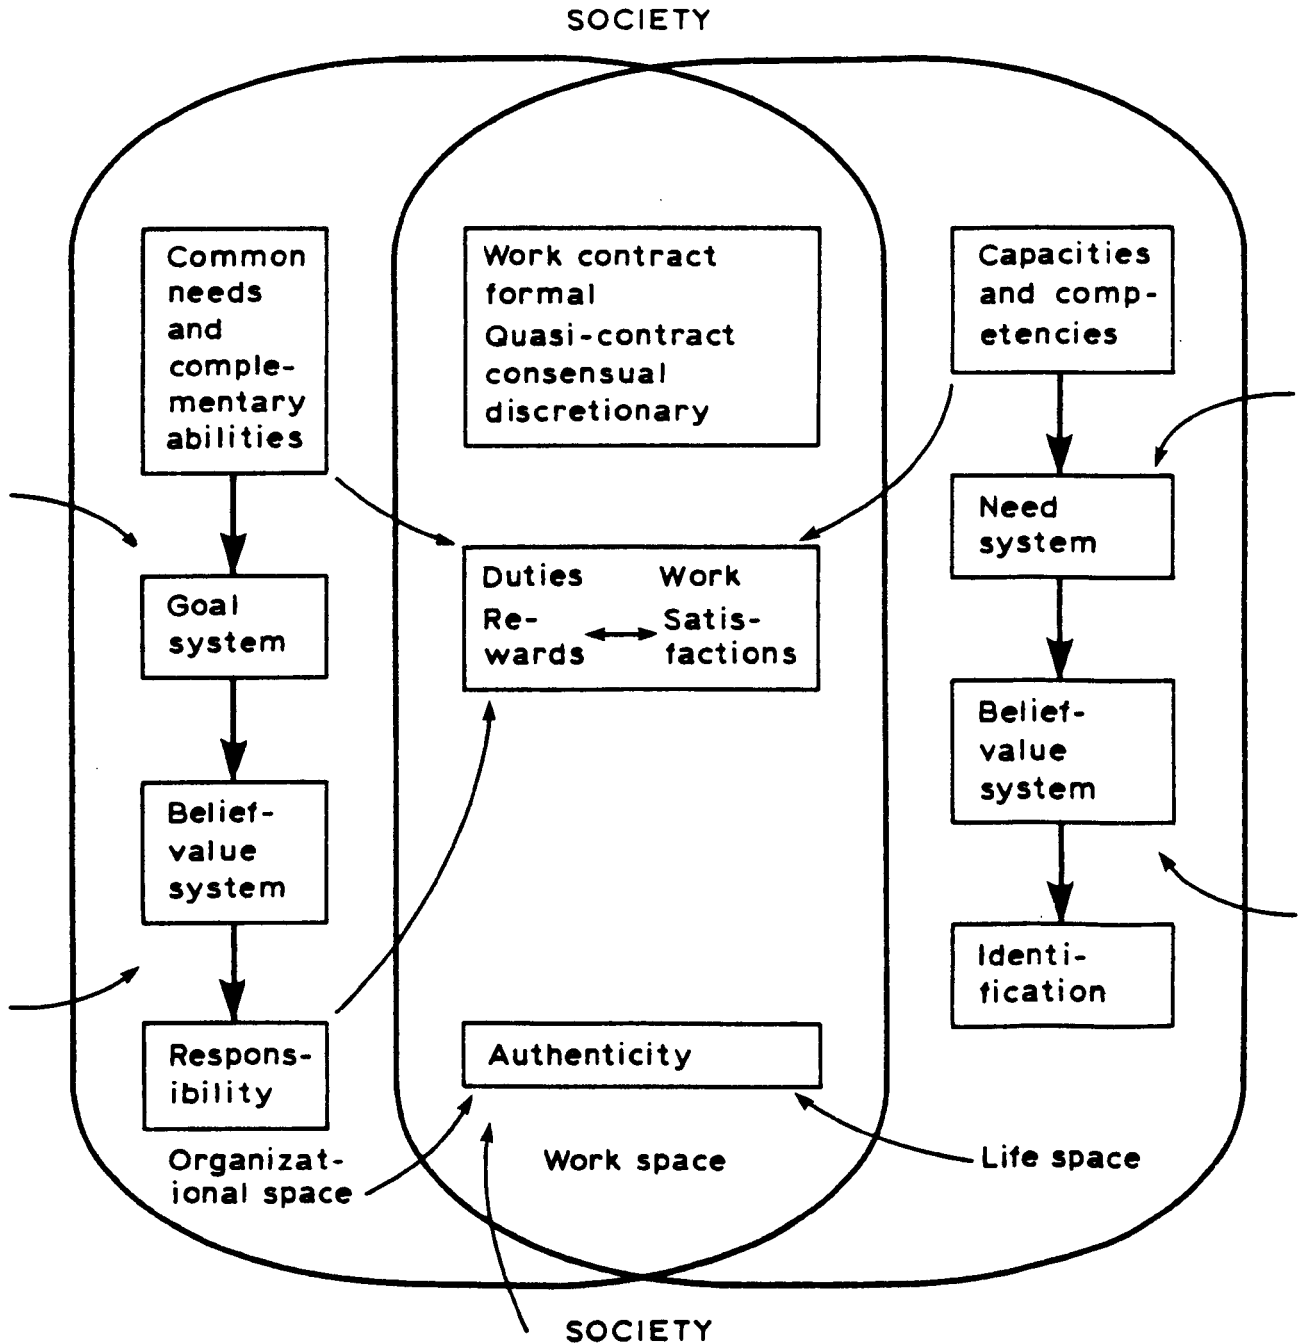 SOCIETY
Common
needs
and
comple-
mentary
abilities
Goal
system
Belief-
value
system
Respons-
ibility
Organizat-
ional space
Work contract
formal
Quasi-contract
consensual
discretionary
Duties Work
Re- Satis-
wards factions
Authenticity
Work space
Capacities
and comp-
etencies
Need
system
Belief-
value
system
Identi-
fication
Life space
SOCIETY